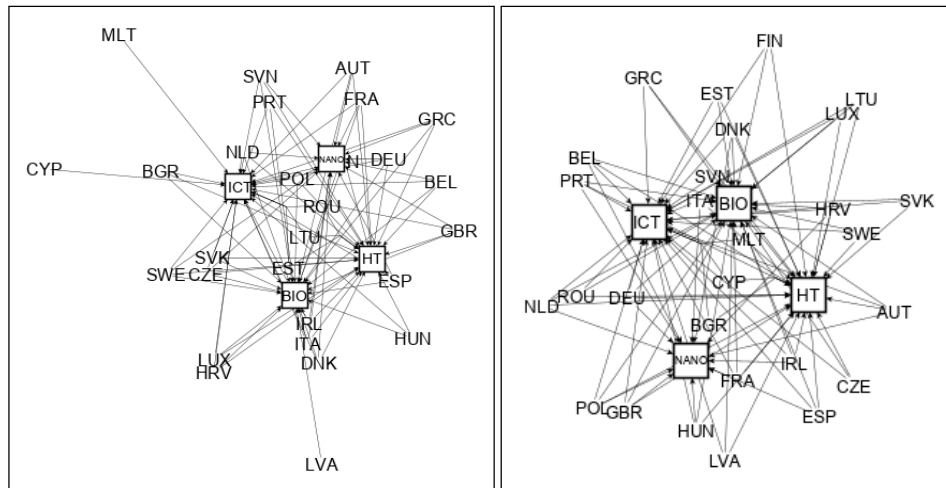 MLT
SVN
AUT
PRT
FRA
GRC
NLD
NANO
N
DEU
CYP
BGR
ICT
POL
BEL
ROU
GBR
LTU
SVK
HT
SWE
CZE
EST
ESP
BIO
IRL
ITA
HUN
LUX
DNK
HRV
LVA
FIN
GRC
EST
LTU
LUX
DNK
BEL
PRT
SVN
ITA
BIO
SVK
HRV
ICT
SWE
MLT
CYP
HT
ROU
DEU
NLD
AUT
BGR
NANO
IRL
FRA
CZE
POL
GBR
ESP
HUN
LVA